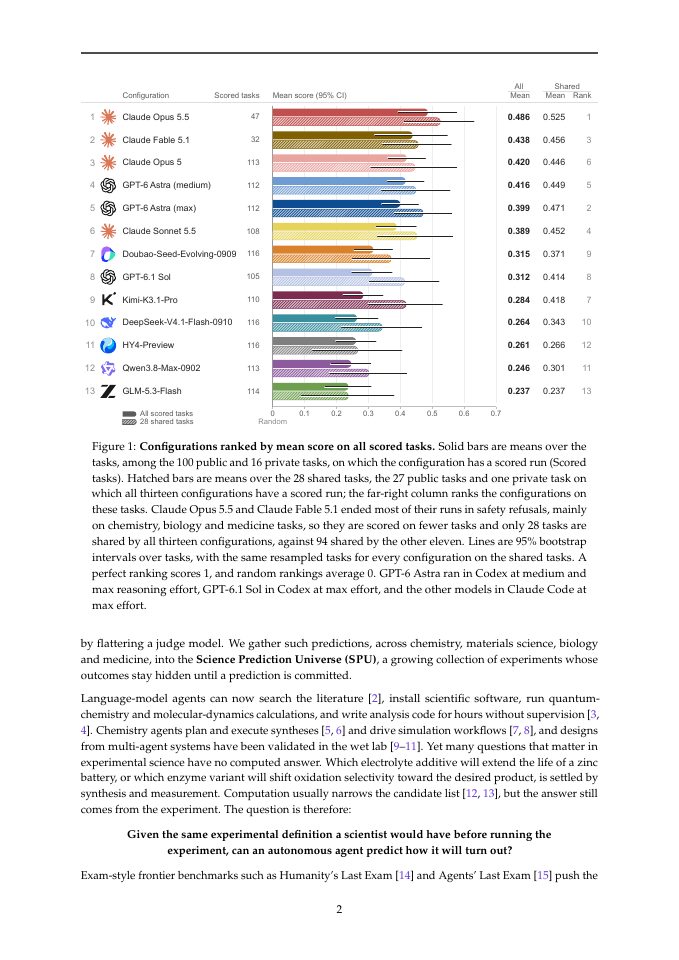 All Shared
Configuration Scored tasks Mean score (95% CI) Mean Mean Rank
1 Claude Opus 5.5 47 0.486 0.525 1
2 Claude Fable 5.1 32 0.438 0.456 3
3 Claude Opus 5 113 0.420 0.446 6
4 GPT-6 Astra (medium) 112 0.416 0.449 5
5 GPT-6 Astra (max) 112 0.399 0.471 2
6 Claude Sonnet 5.5 108 0.389 0.452 4
7 Doubao-Seed-Evolving-0909 116 0.315 0.371 9
8 GPT-6.1 Sol 105 0.312 0.414 8
9 Kimi-K3.1-Pro 110 0.284 0.418 7
10 DeepSeek-V4.1-Flash-0910 116 0.264 0.343 10
11 HY4-Preview 116 0.261 0.266 12
12 Qwen3.8-Max-0902 113 0.246 0.301 11
13 GLM-5.3-Flash 114 0.237 0.237 13
All scored tasks 0 0.1 0.2 0.3 0.4 0.5 0.6 0.7
28 shared tasks Random
Figure 1: Configurations ranked by mean score on all scored tasks. Solid bars are means over the
tasks, among the 100 public and 16 private tasks, on which the configuration has a scored run (Scored
tasks). Hatched bars are means over the 28 shared tasks, the 27 public tasks and one private task on
which all thirteen configurations have a scored run; the far-right column ranks the configurations on
these tasks. Claude Opus 5.5 and Claude Fable 5.1 ended most of their runs in safety refusals, mainly
on chemistry, biology and medicine tasks, so they are scored on fewer tasks and only 28 tasks are
shared by all thirteen configurations, against 94 shared by the other eleven. Lines are 95% bootstrap
intervals over tasks, with the same resampled tasks for every configuration on the shared tasks. A
perfect ranking scores 1, and random rankings average 0. GPT-6 Astra ran in Codex at medium and
max reasoning effort, GPT-6.1 Sol in Codex at max effort, and the other models in Claude Code at
max effort.
by flattering a judge model. We gather such predictions, across chemistry, materials science, biology
and medicine, into the Science Prediction Universe (SPU), a growing collection of experiments whose
outcomes stay hidden until a prediction is committed.
Language-model agents can now search the literature [2], install scientific software, run quantum-
chemistry and molecular-dynamics calculations, and write analysis code for hours without supervision [3,
4]. Chemistry agents plan and execute syntheses [5, 6] and drive simulation workflows [7, 8], and designs
from multi-agent systems have been validated in the wet lab [9–11]. Yet many questions that matter in
experimental science have no computed answer. Which electrolyte additive will extend the life of a zinc
battery, or which enzyme variant will shift oxidation selectivity toward the desired product, is settled by
synthesis and measurement. Computation usually narrows the candidate list [12, 13], but the answer still
comes from the experiment. The question is therefore:
Given the same experimental definition a scientist would have before running the
experiment, can an autonomous agent predict how it will turn out?
Exam-style frontier benchmarks such as Humanity's Last Exam [14] and Agents' Last Exam [15] push the
2